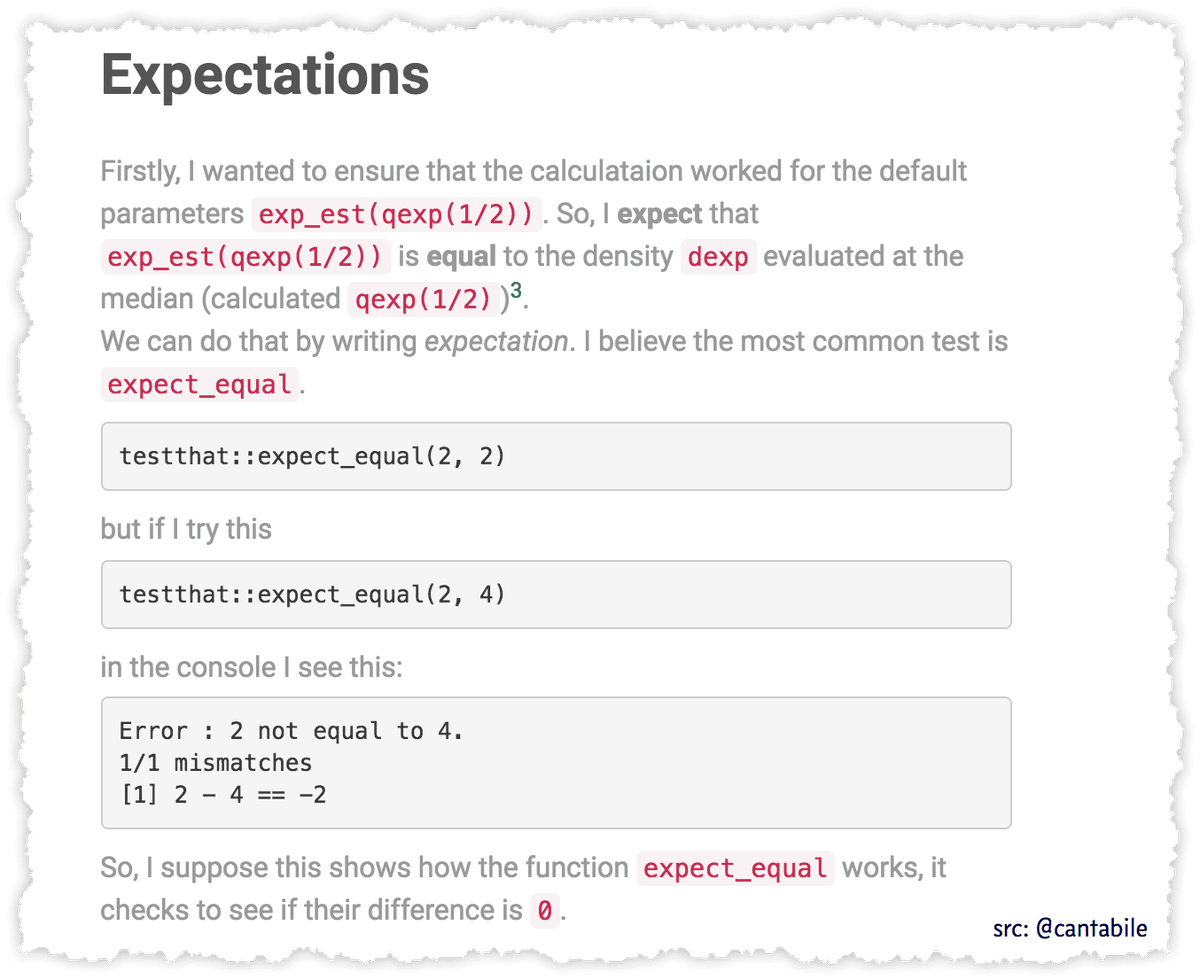 Expectations
Firstly, I wanted to ensure that the calculataion worked for the default
parameters exp_est(qexp(1/2)). So, I expect that
exp_est(qexp(1/2)) is equal to the density dexp evaluated at the
median (calculated qexp(1/2))3.
We can do that by writing expectation. I believe the most common test is
expect_equal.
testthat::expect_equal(2, 2)
but if I try this
testthat::expect_equal(2, 4)
in the console I see this:
Error : 2 not equal to 4.
1/1 mismatches
[1] 2 - 4 == -2
So, I suppose this shows how the function expect_equal works, it
checks to see if their difference is 0.
src: @cantabile